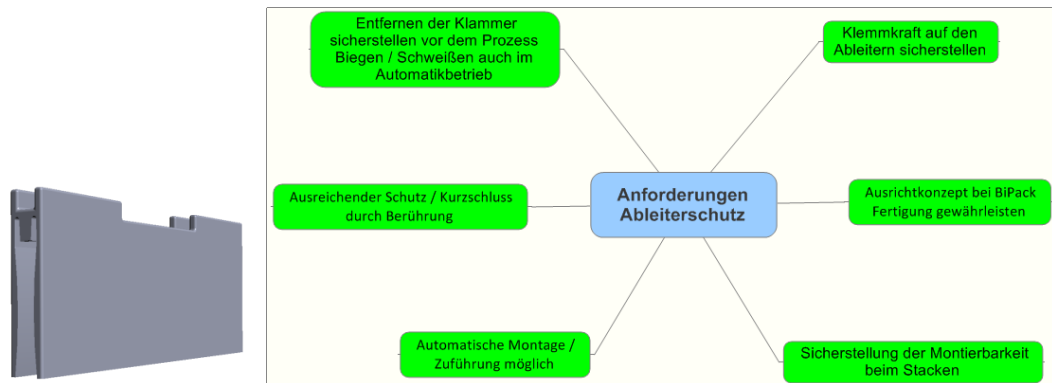 Entfernen der Klammer
sicherstellen vor dem Prozess
Biegen / Schweißen auch im
Automatikbetrieb
Klemmkraft auf den
Ableitern sicherstellen
Ausreichender Schutz / Kurzschluss
durch Berührung
Anforderungen
Ableiterschutz
Ausrichtkonzept bei BiPack
Fertigung gewährleisten
Automatische Montage /
Zuführung möglich
Sicherstellung der Montierbarkeit
beim Stacken